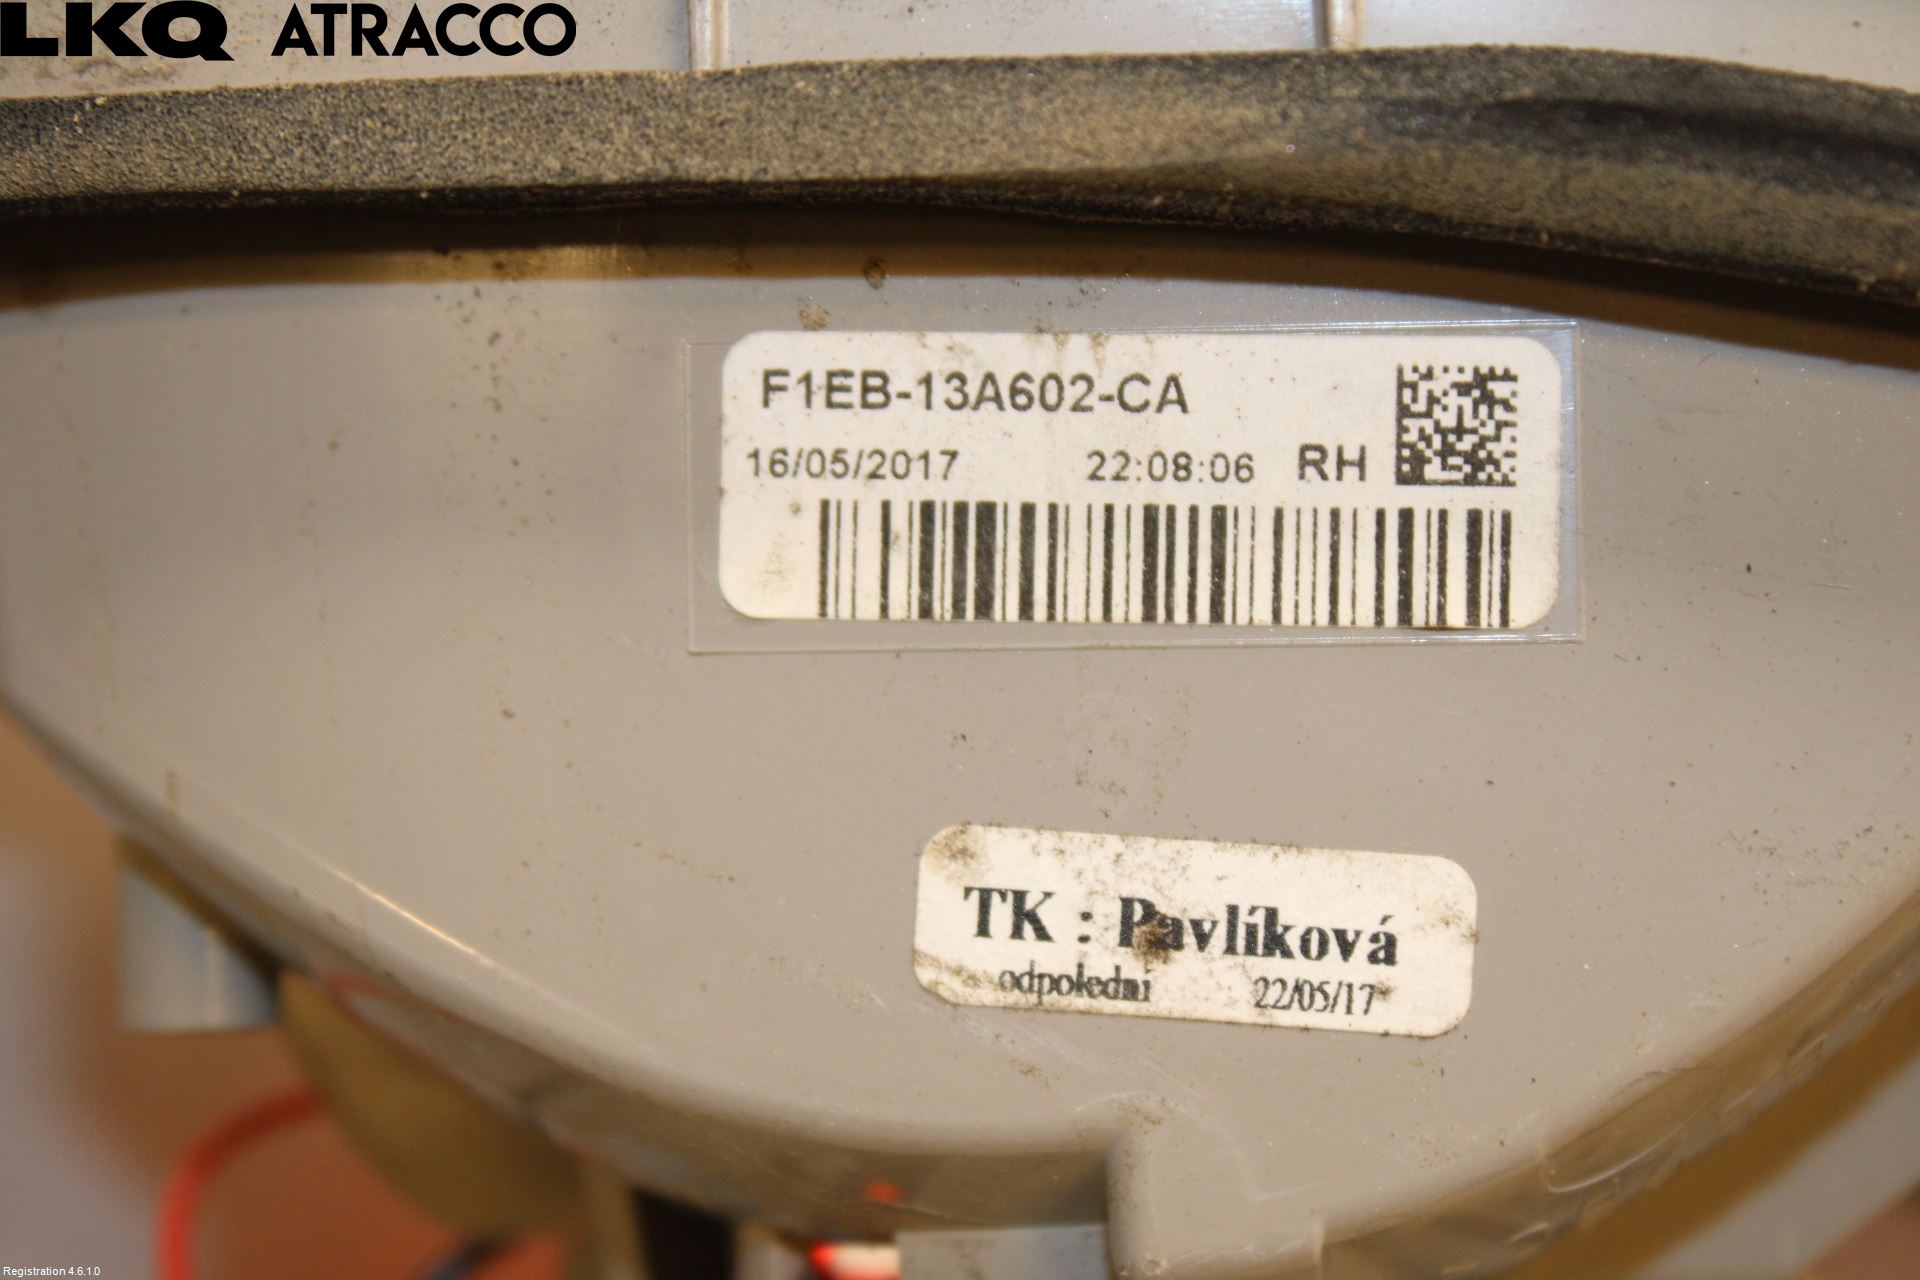 LKQ ATRACCO
F1EB-13A602-CA
16/05/2017 22:08:06 RH
TK : Pavlíková
odpolední 22/05/17
Registration 4.6.1.0